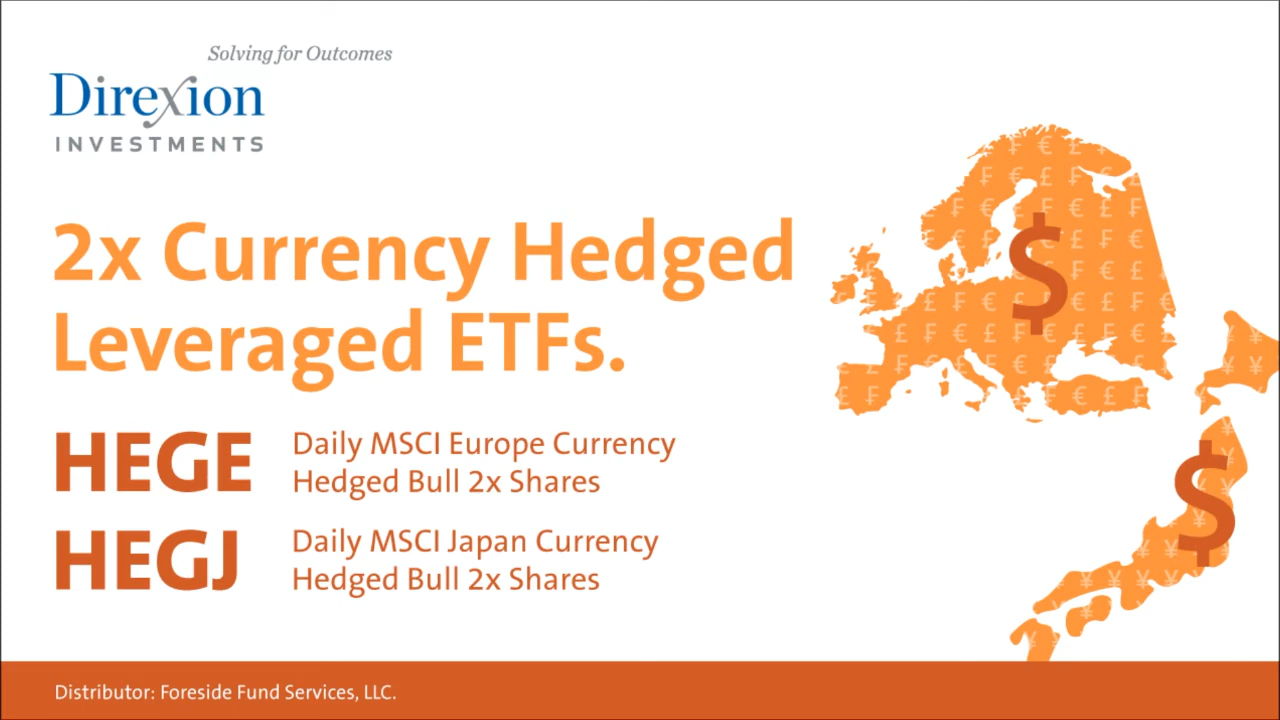 Solving for Outcomes
Direxion
INVESTMENTS
2x Currency Hedged
Leveraged ETFs.
HEGE
Daily MSCI Europe Currency
Hedged Bull 2x Shares
HEGJ
Daily MSCI Japan Currency
Hedged Bull 2x Shares
$
$
Distributor: Foreside Fund Services, LLC.